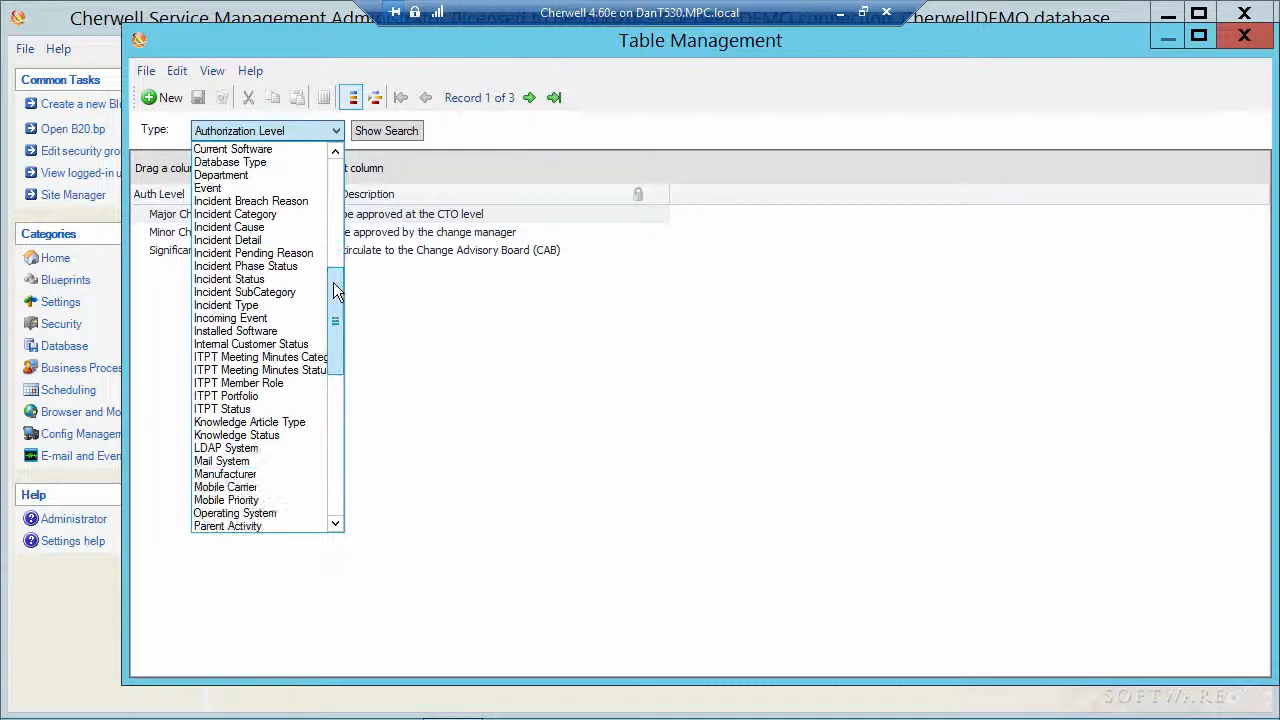 Cherwell Service Management Administrator (licensed
DEMO connection
CherwellDEMO database
Cherwell 4.60e on DanT530.MPC.local
File Help
Table Management
File Edit View Help
New
Record 1 of 3
Type: Authorization Level Show Search
Drag a
column
Auth Level Description
Major be approved at the CTO level
Minor be approved by the change manager
circulate to the Change Advisory Board (CAB)
Current Software
Database Type
Department
Event
Incident Breach Reason
Incident Category
Incident Cause
Incident Detail
Incident Pending Reason
Incident Phase Status
Incident Status
Incident SubCategory
Incident Type
Incoming Event
Installed Software
Internal Customer Status
ITPT Meeting Minutes Categ
ITPT Meeting Minutes Statu
ITPT Member Role
ITPT Portfolio
ITPT Status
Knowledge Article Type
Knowledge Status
LDAP System
Mail System
Manufacturer
Mobile Carrier
Mobile Priority
Operating System
Parent Activity
Common Tasks
Create a new Bl
Open B20.bp
Edit security gro
View logged-in u
Site Manager
Categories
Home
Blueprints
Settings
Security
Database
Business Proce
Scheduling
Browser and Mo
Config Managem
E-mail and Even
Help
Administrator
Settings help
SOFTWARE